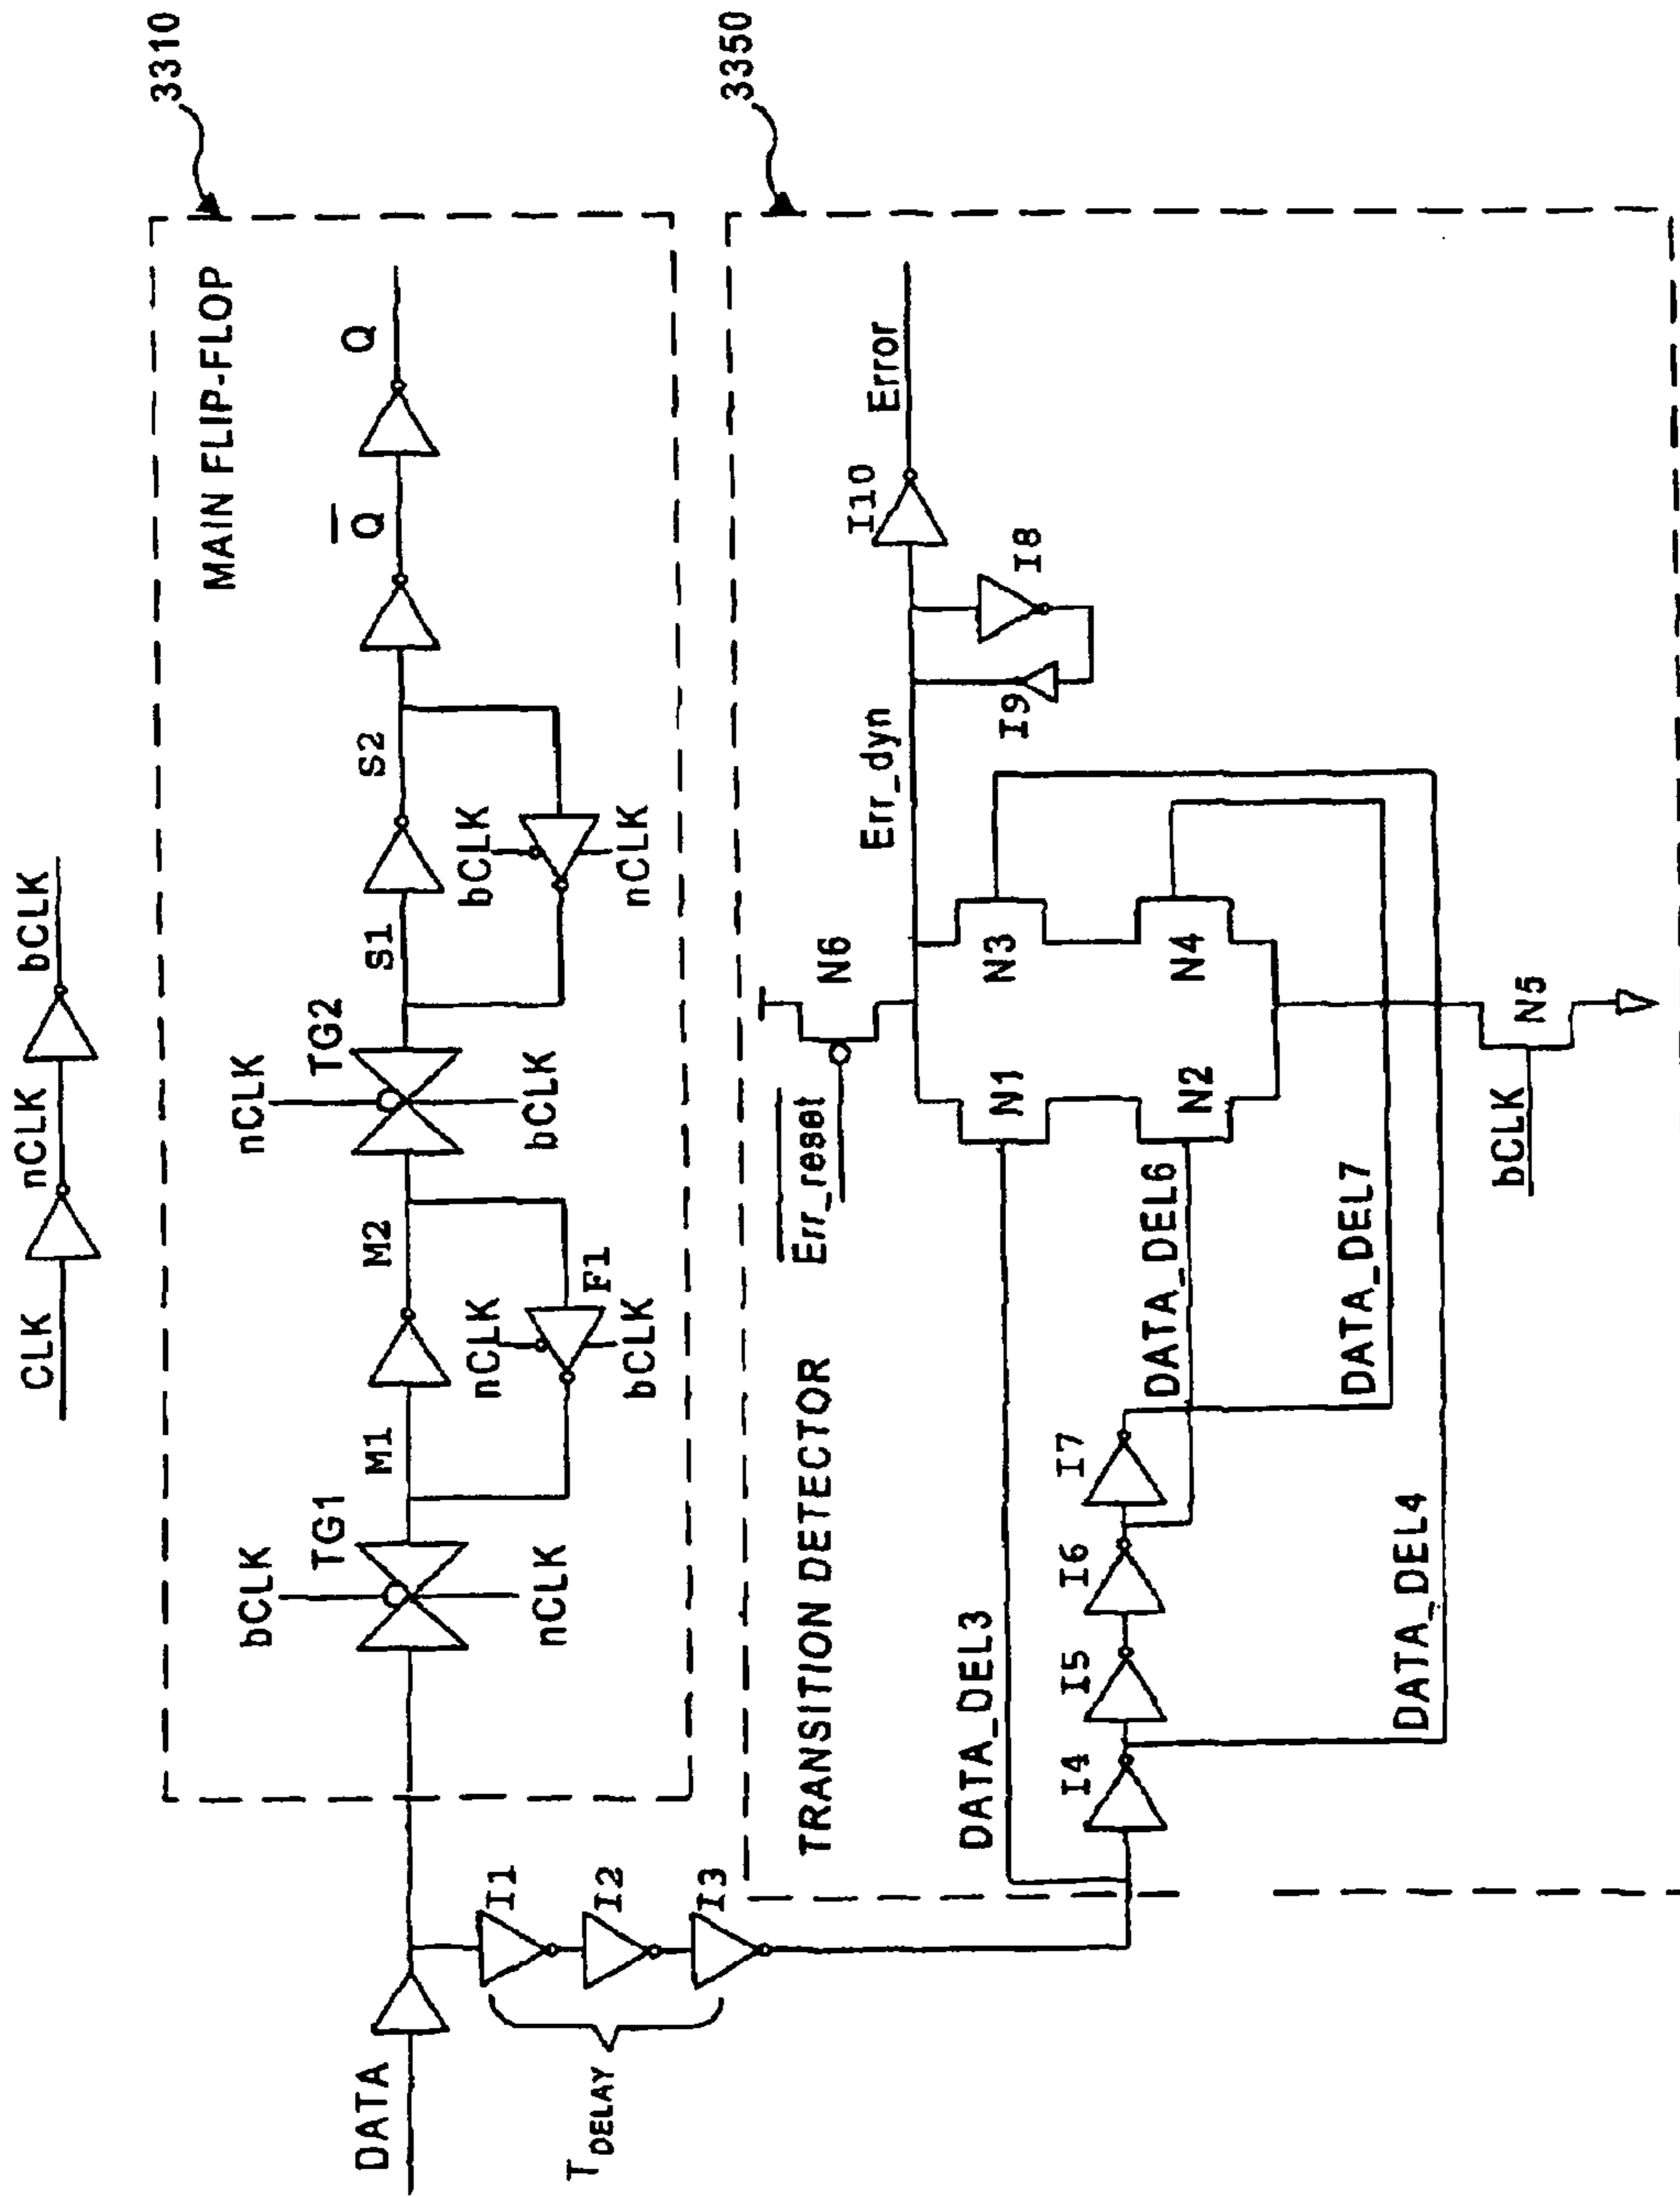 CLK
nCLK
bCLK
3310
MAIN FLIP-FLOP
DATA
bCLK
TG1
nCLK
M1
M2
nCLK
F1
bCLK
nCLK
TG2
bCLK
S1
S2
bCLK
nCLK
Q
Q
I1
I2
I3
T DELAY
3350
TRANSITION DETECTOR
DATA_DEL3
I4
I5
I6
I7
DATA_DEL4
DATA_DEL6
DATA_DEL7
Err_reset
N6
N1
N2
N3
N4
N5
bCLK
Err_dyn
I9
I8
I10
Error